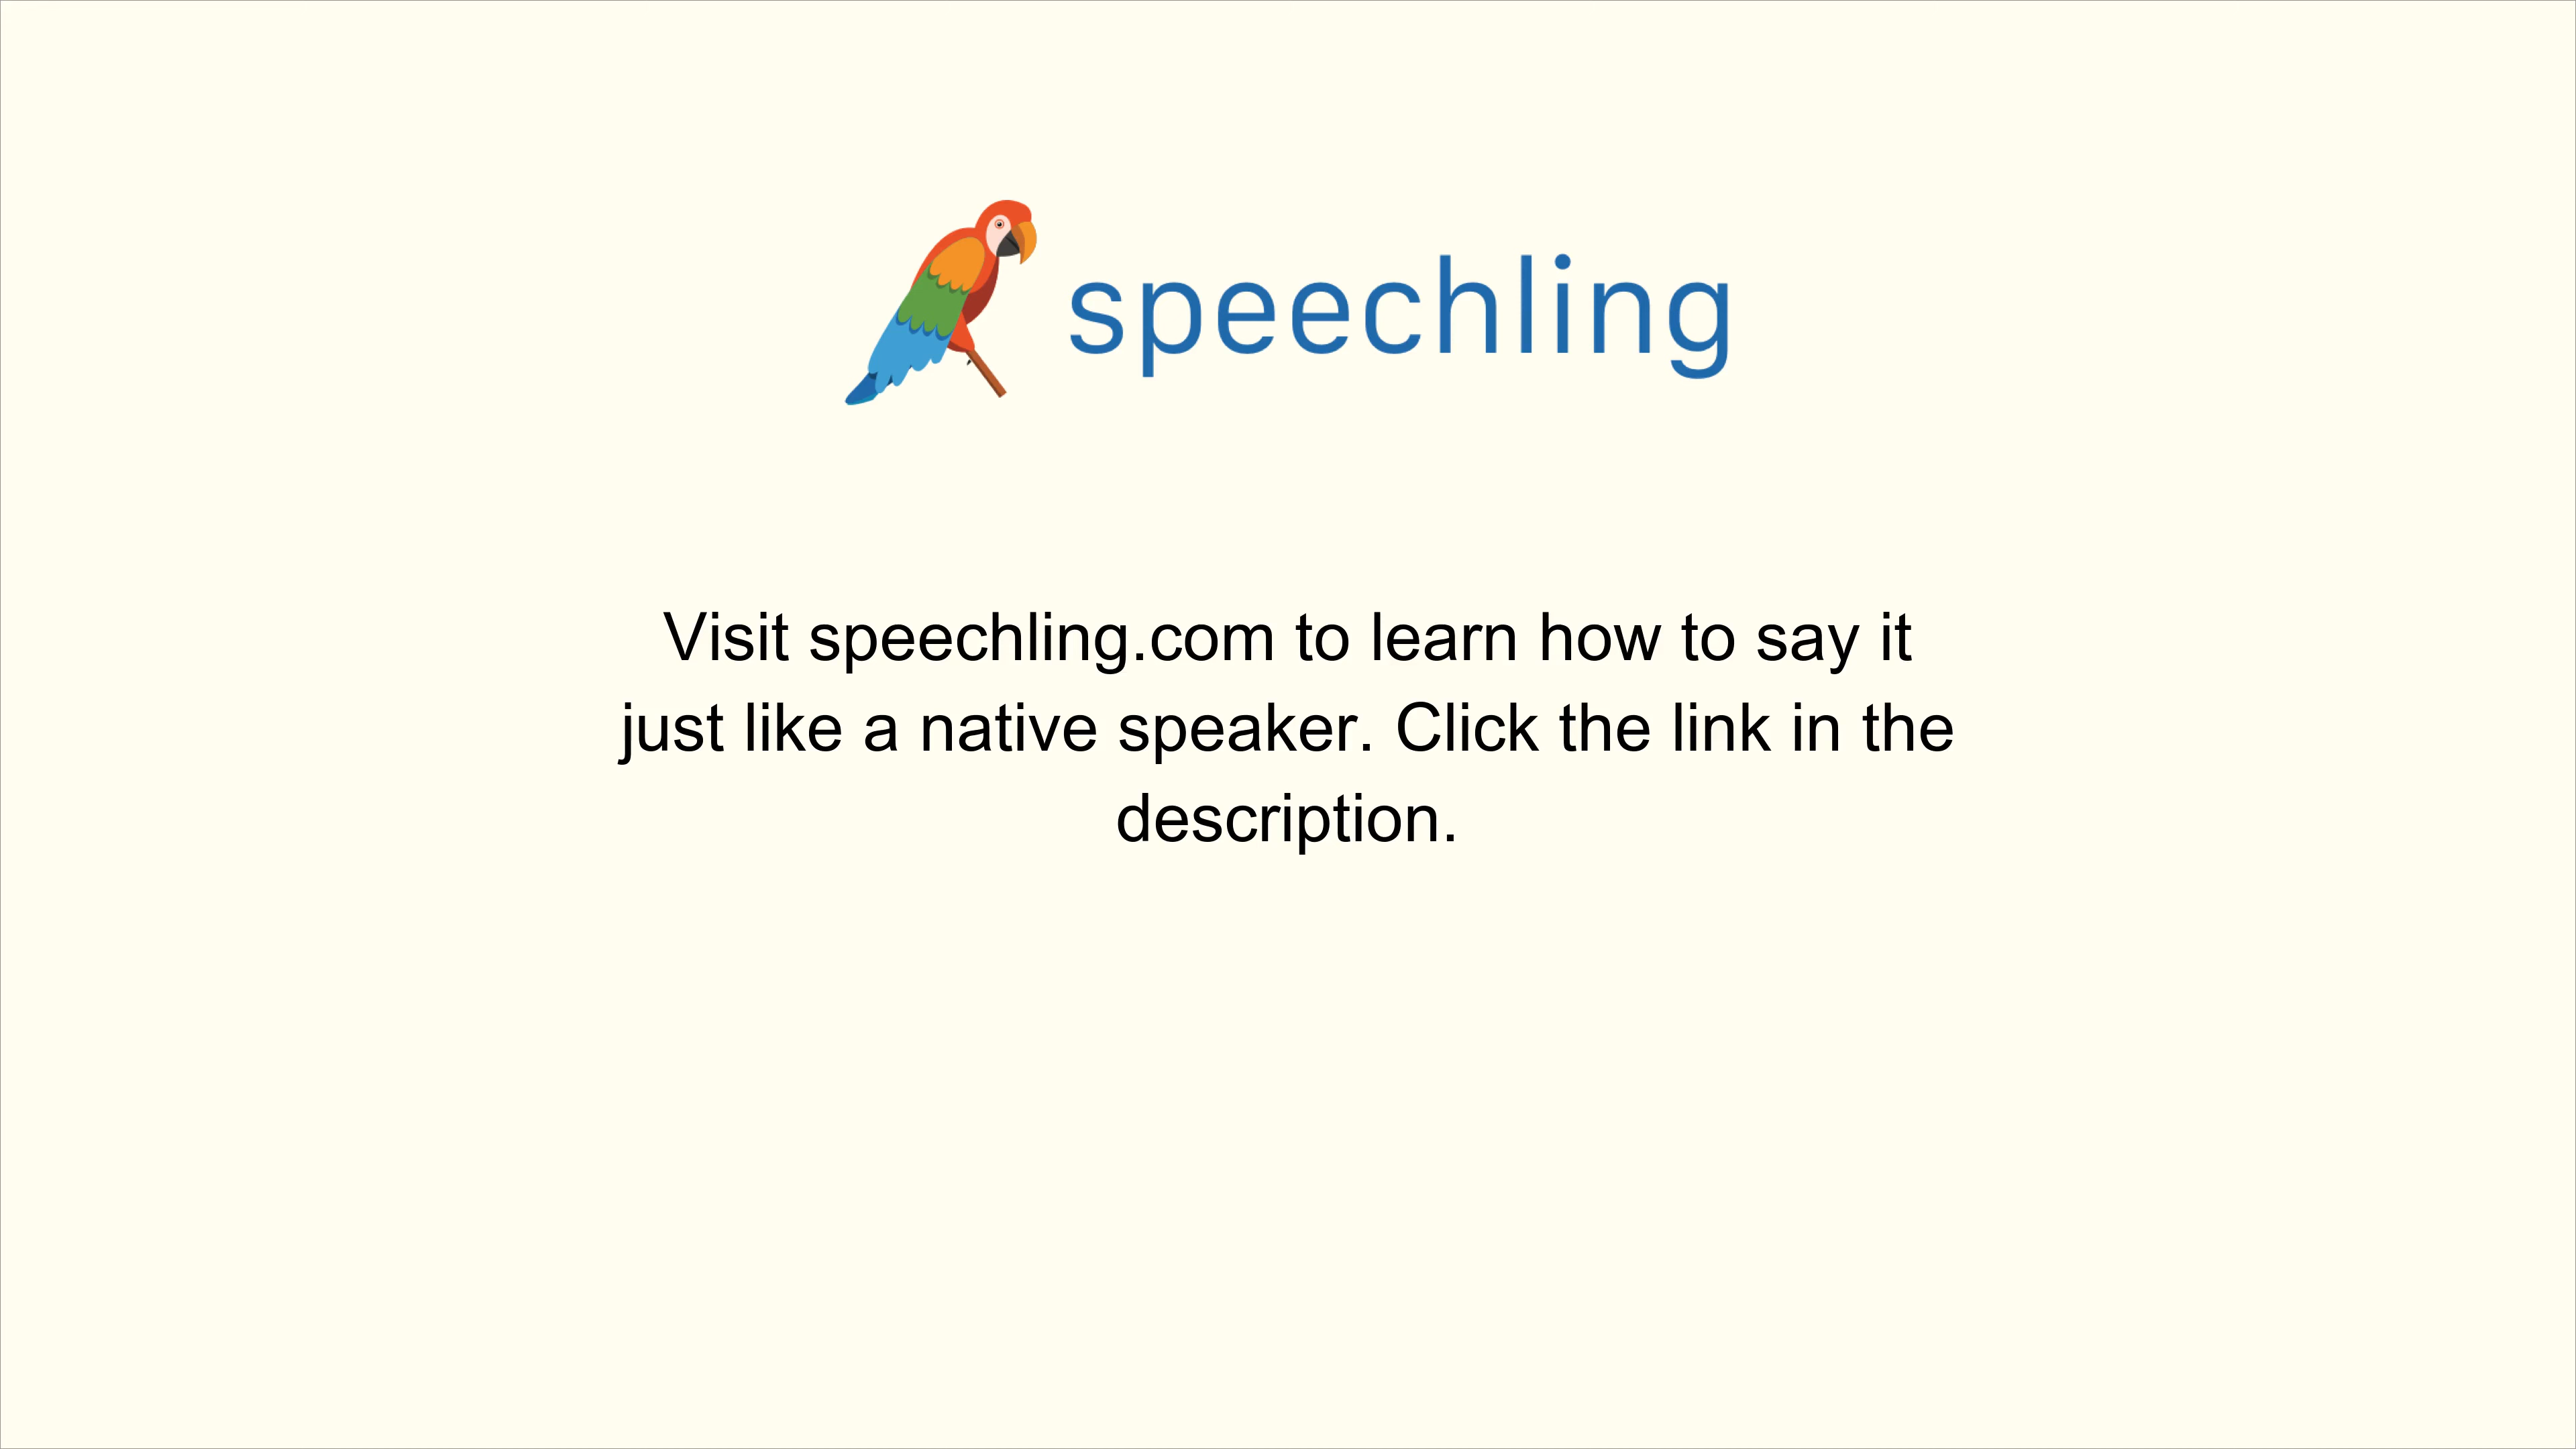 speechling
Visit speechling.com to learn how to say it
just like a native speaker. Click the link in the
description.